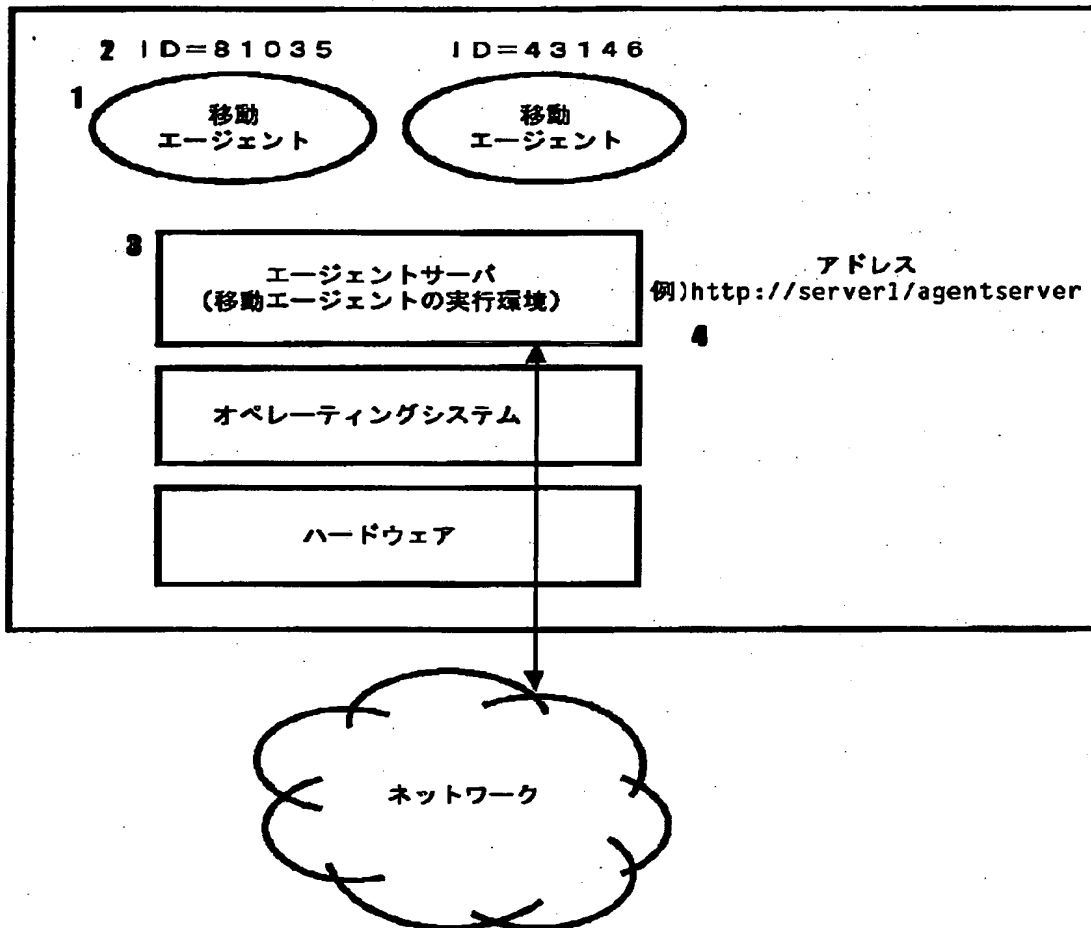 2 ID=81035 ID=43146
1
移動
エージェント
移動
エージェント
3
エージェントサーバ
(移動エージェントの実行環境)
アドレス
例)http://server1/agentserver
4
オペレーティングシステム
ハードウェア
ネットワーク